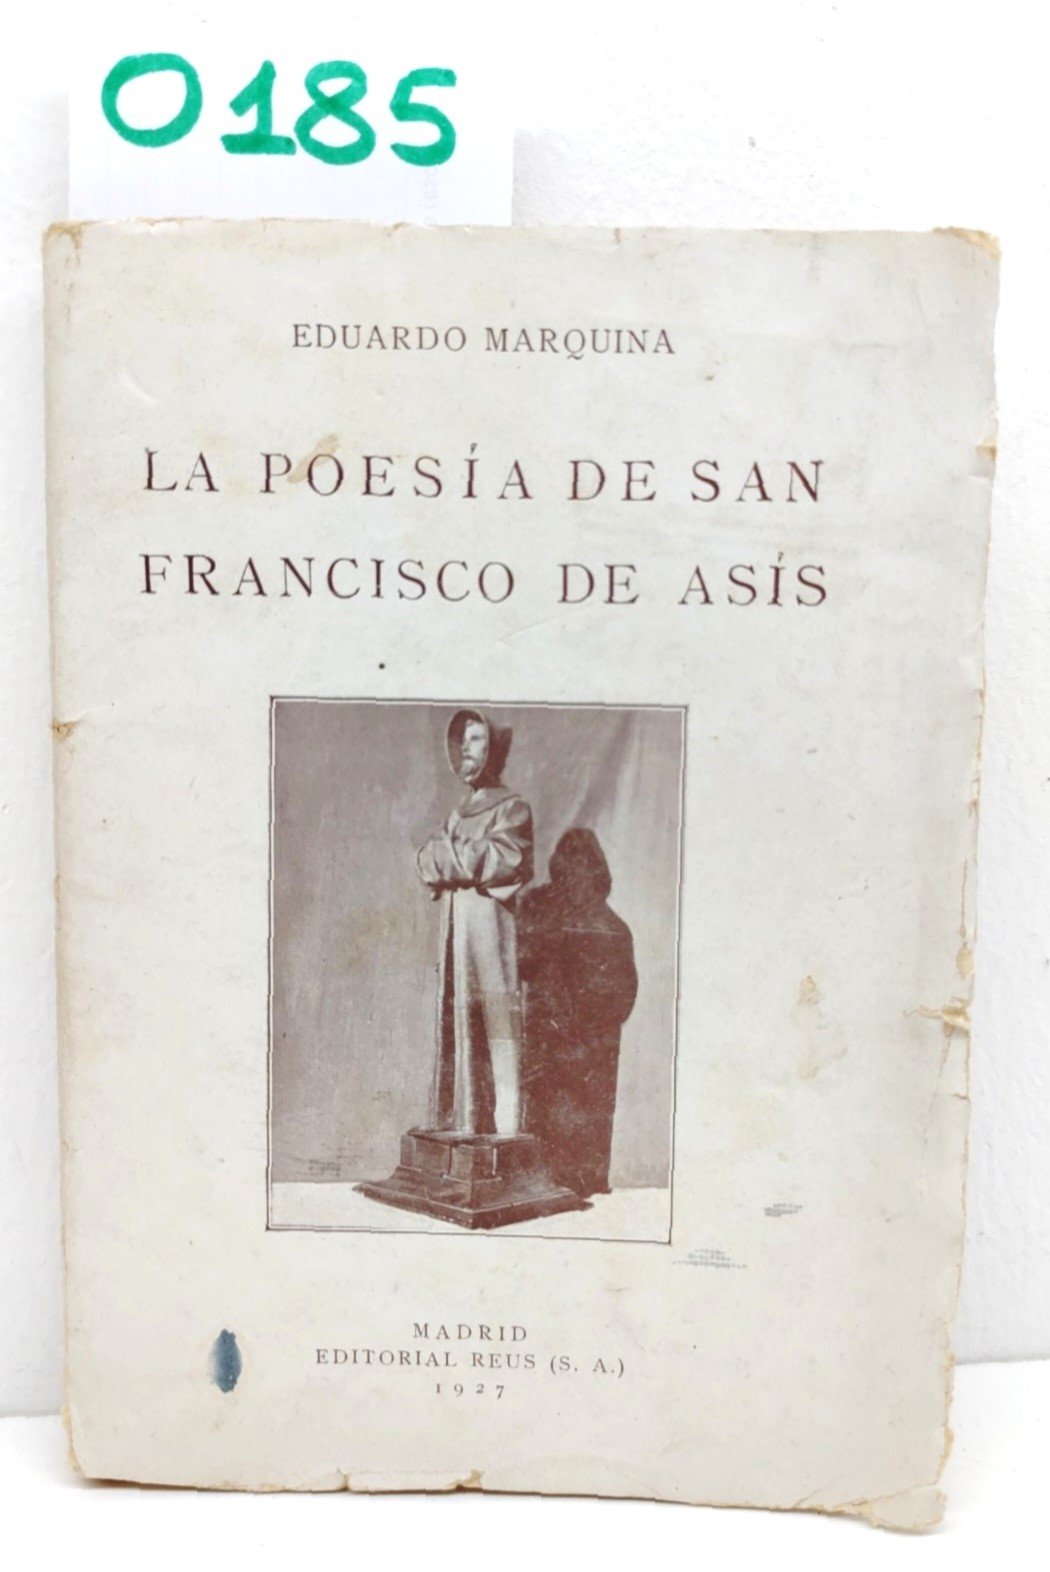 0185
EDUARDO MARQUINA
LA POESÍA DE SAN
FRANCISCO DE ASÍS
MADRID
EDITORIAL REUS (S. A.)
1927